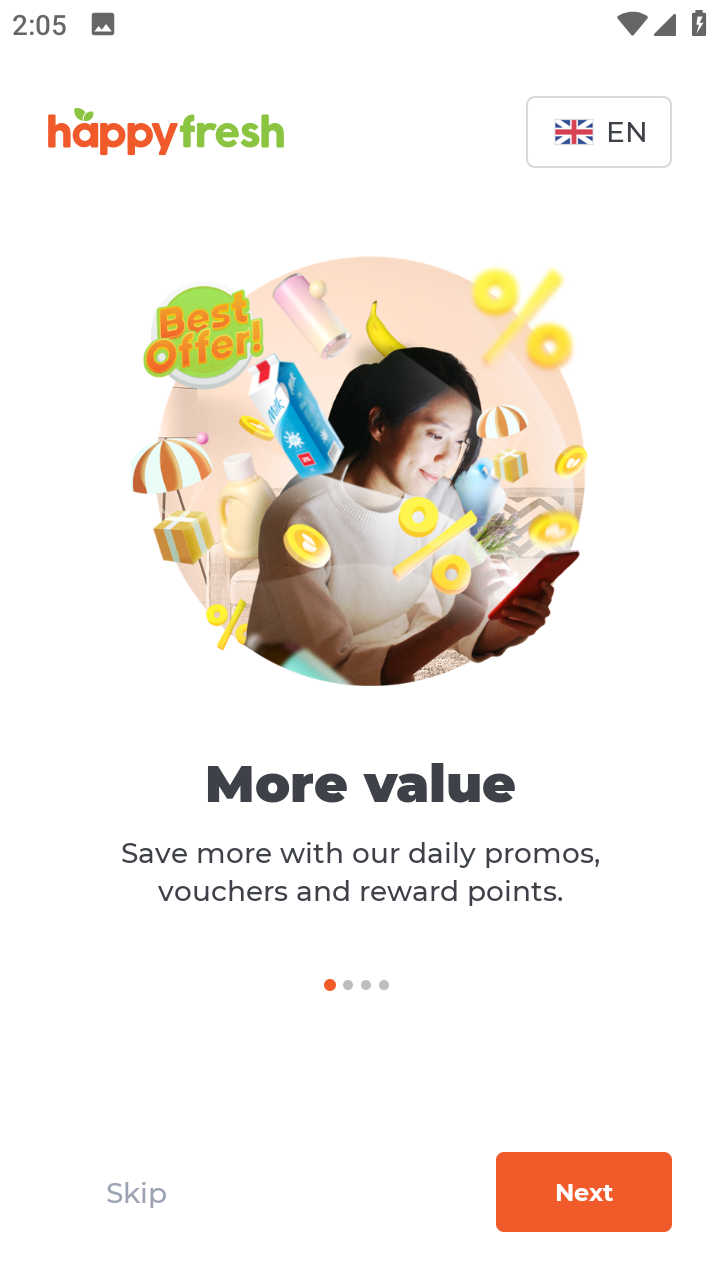 2:05
happyfresh
EN
Best
Offer!
Milk
More value
Save more with our daily promos,
vouchers and reward points.
Skip
Next